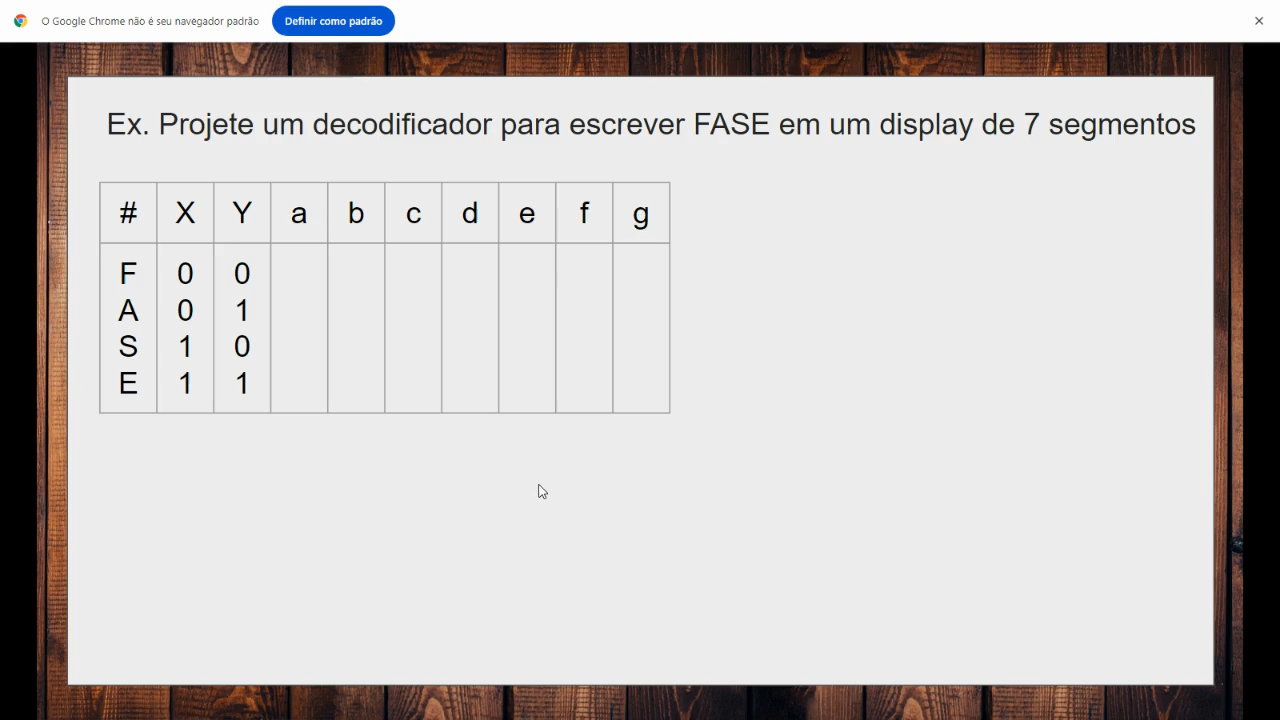 O Google Chrome não é seu navegador padrão Definir como padrão
Ex. Projete um decodificador para escrever FASE em um display de 7 segmentos
# X Y a b c d e f g
F 0 0
A 0 1
S 1 0
E 1 1